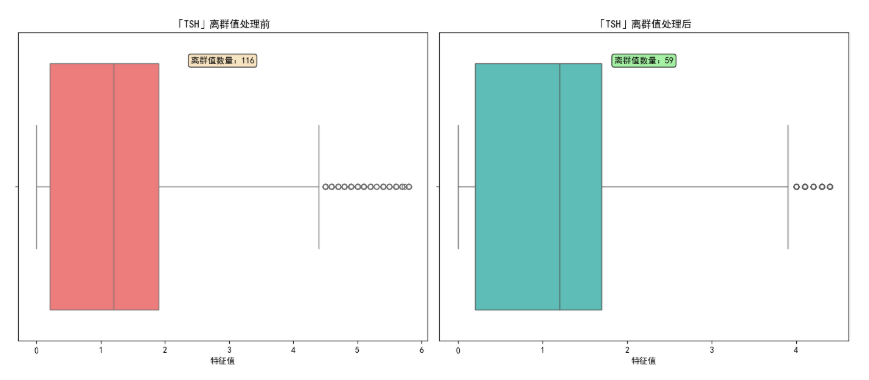 「TSH」离群值处理前
离群值数量：116
0 1 2 3 4 5 6
特征值
「TSH」离群值处理后
离群值数量：59
0 1 2 3 4
特征值